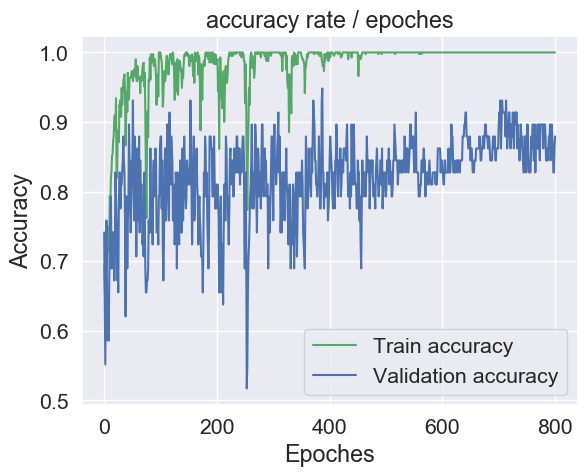 accuracy rate / epoches
1.0
0.9
0.8
0.7
0.6
0.5
Accuracy
Train accuracy
Validation accuracy
0
200
400
600
800
Epoches